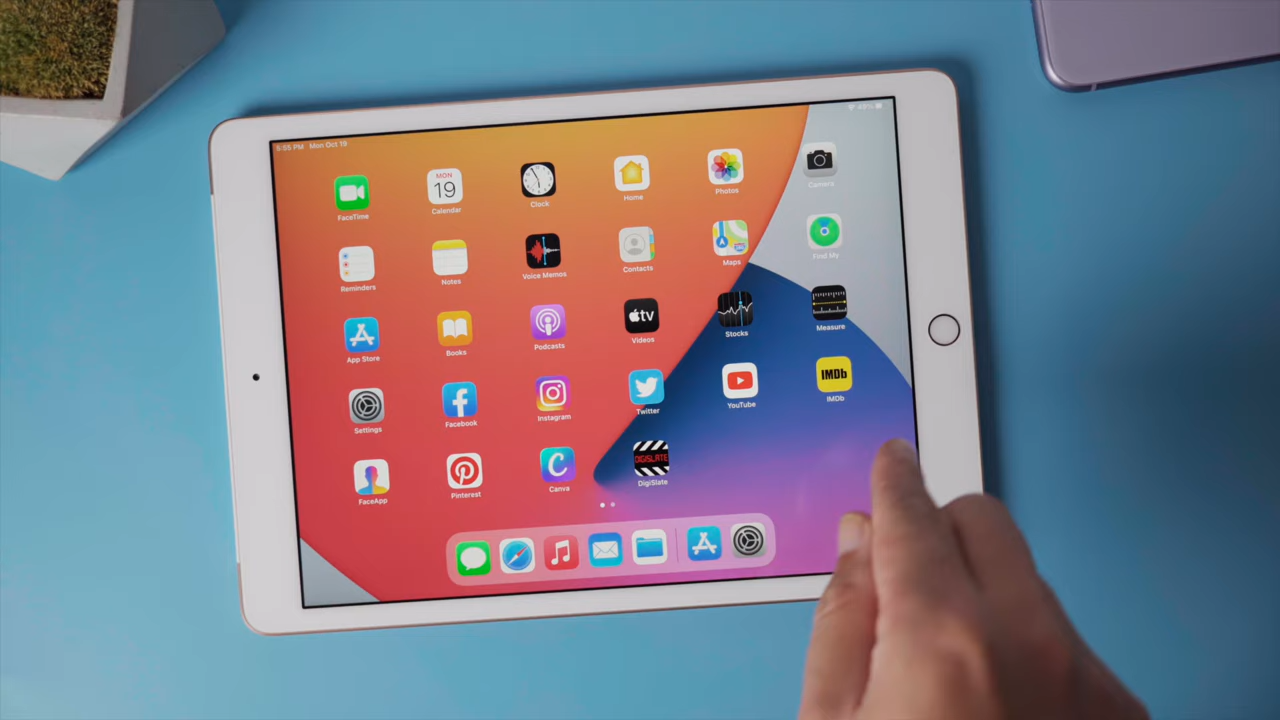 5:55 PM Mon Oct 19
FaceTime
MON
19
Calendar
Clock
Home
Photos
Camera
Reminders
Notes
Voice Memos
Contacts
Maps
Find My
App Store
Books
Podcasts
tv
Videos
Stocks
Measure
Settings
Facebook
Instagram
Twitter
YouTube
IMDb
IMDb
FaceApp
Pinterest
Canva
DIGISLATE
DigiSlate